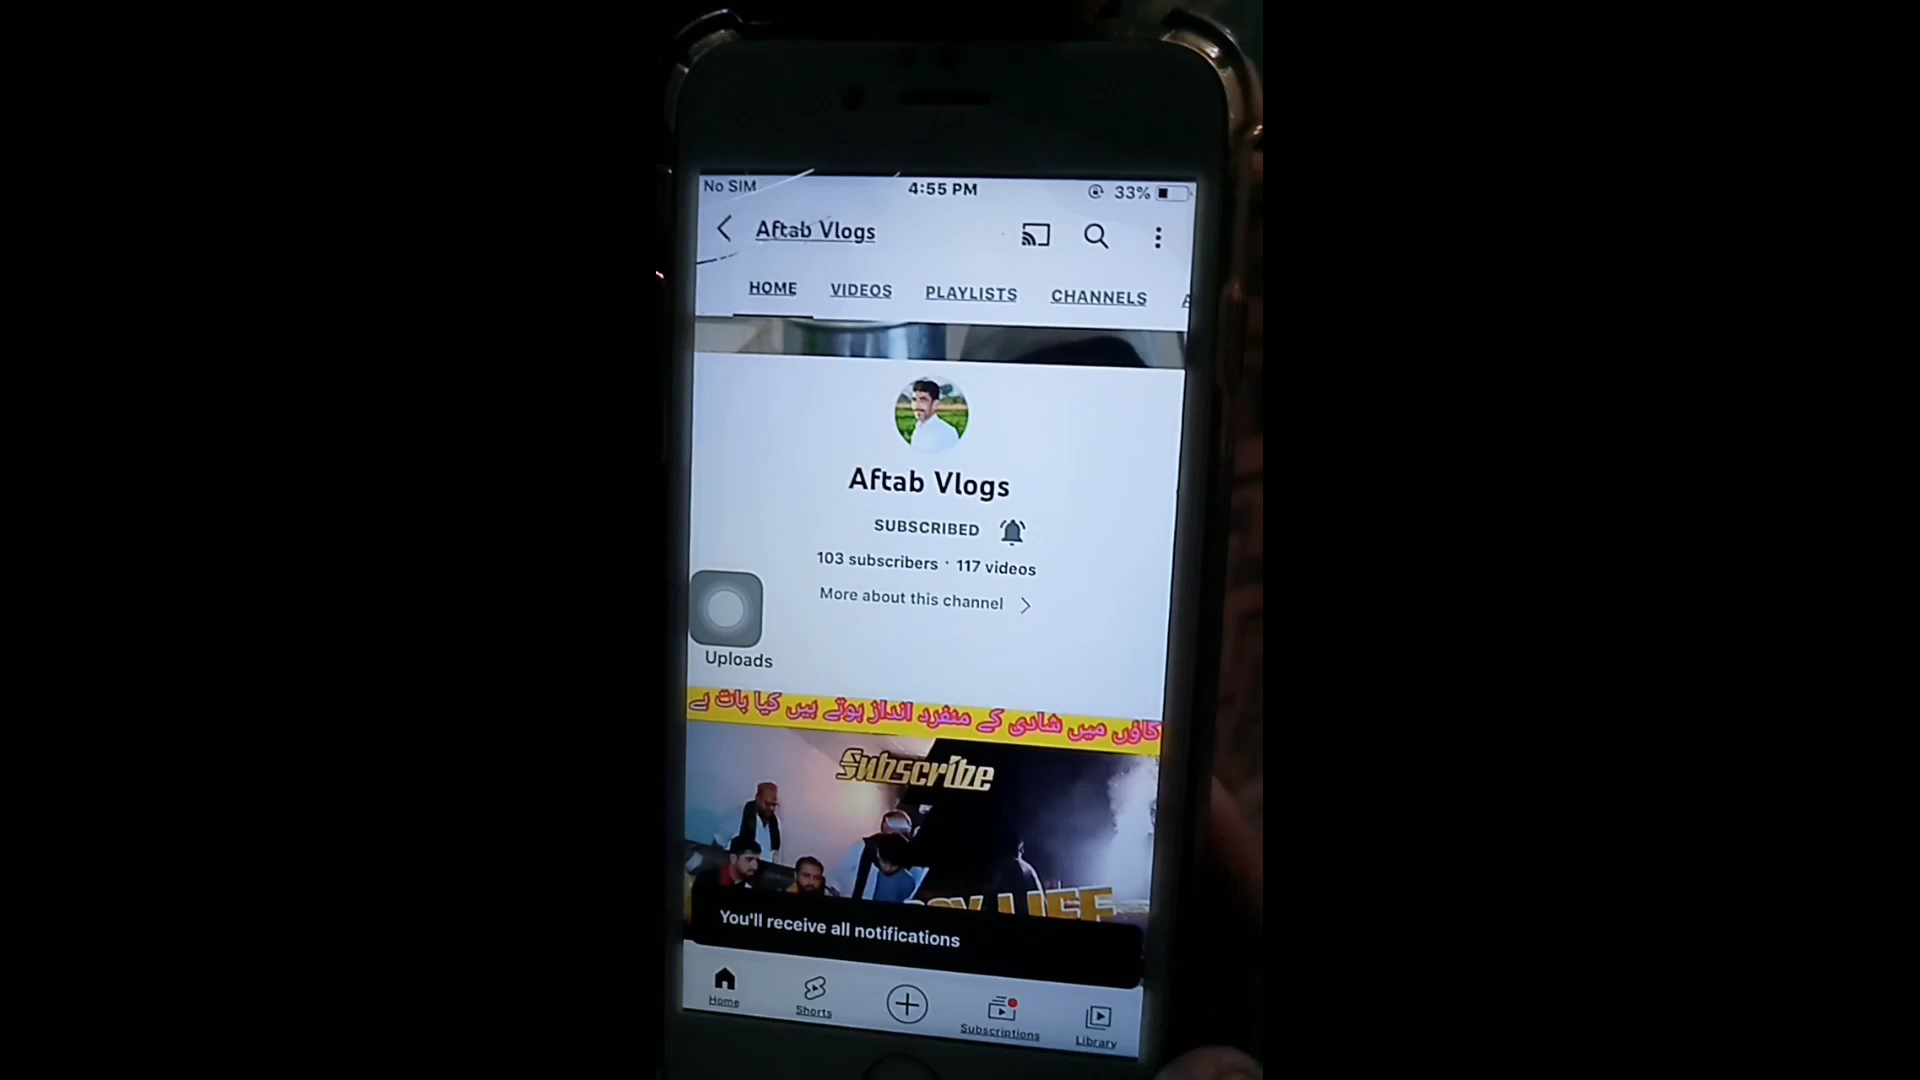 No SIM 4:55 PM 33%
Aftab Vlogs
HOME VIDEOS PLAYLISTS CHANNELS
Aftab Vlogs
SUBSCRIBED
103 subscribers · 117 videos
More about this channel
Uploads
گاؤں میں شادی کے منفرد انداز ہوتے ہیں کیا بات ہے
Subscribe
LIFE
You'll receive all notifications
Home Shorts Subscriptions Library